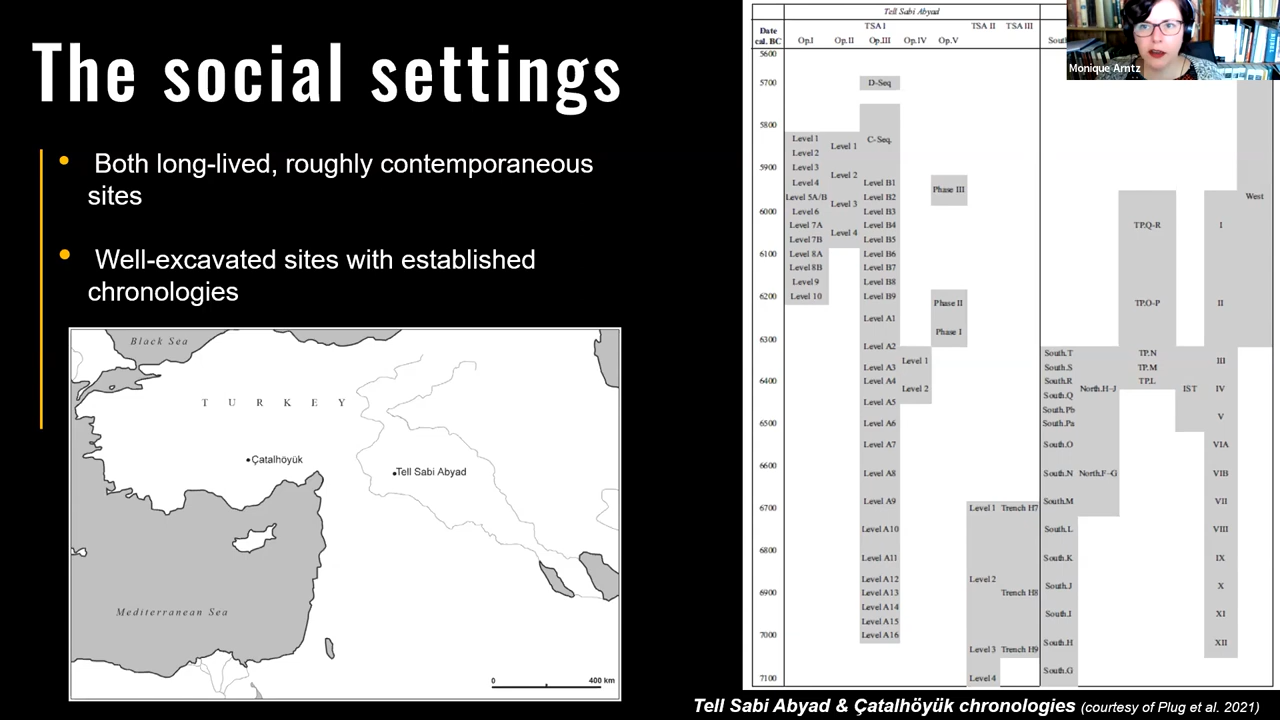 The social settings
Both long-lived, roughly contemporaneous
sites
Well-excavated sites with established
chronologies
Black Sea
T U R K E Y
Çatalhöyük
Tell Sabi Abyad
Mediterranean Sea
0 400 km
Tell Sabi Abyad
Date
cal. BC
TSA I TSA II TSA III
Op.I Op.II Op.III Op.IV Op.V
Monique Arntz
5600
5700 D-Seq
5800
Level 1 C-Seq.
Level 1
Level 2
5900 Level 3
Level 2
Level 4 Level B1
Phase III
Level 5A/B Level B2 West
Level 3
6000 Level 6 Level B3
Level 7A Level B4 TP.Q-R I
Level 4
Level 7B Level B5
6100 Level 8A Level B6
Level 8B Level B7
Level 9 Level B8
6200 Level 10 Level B9
Phase II TP.O-P II
Level A1
Phase I
6300 Level A2
South.T TP.N
Level 1 III
Level A3 South.S TP.M
6400 Level A4 South.R TP.L
Level 2 North.H-J IST IV
South.Q
Level A5
South.Pb
V
6500 Level A6 South.Pa
Level A7 South.O VIA
6600
Level A8 South.N North.F-G VIB
Level A9 South.M VII
6700 Level 1 Trench H7
Level A10 South.L VIII
6800
Level A11 South.K IX
Level A12 Level 2
South.J X
6900 Level A13 Trench H8
Level A14
South.I XI
Level A15
7000 Level A16
South.H XII
Level 3 Trench H9
South.G
7100 Level 4
Tell Sabi Abyad & Çatalhöyük chronologies (courtesy of Plug et al. 2021)